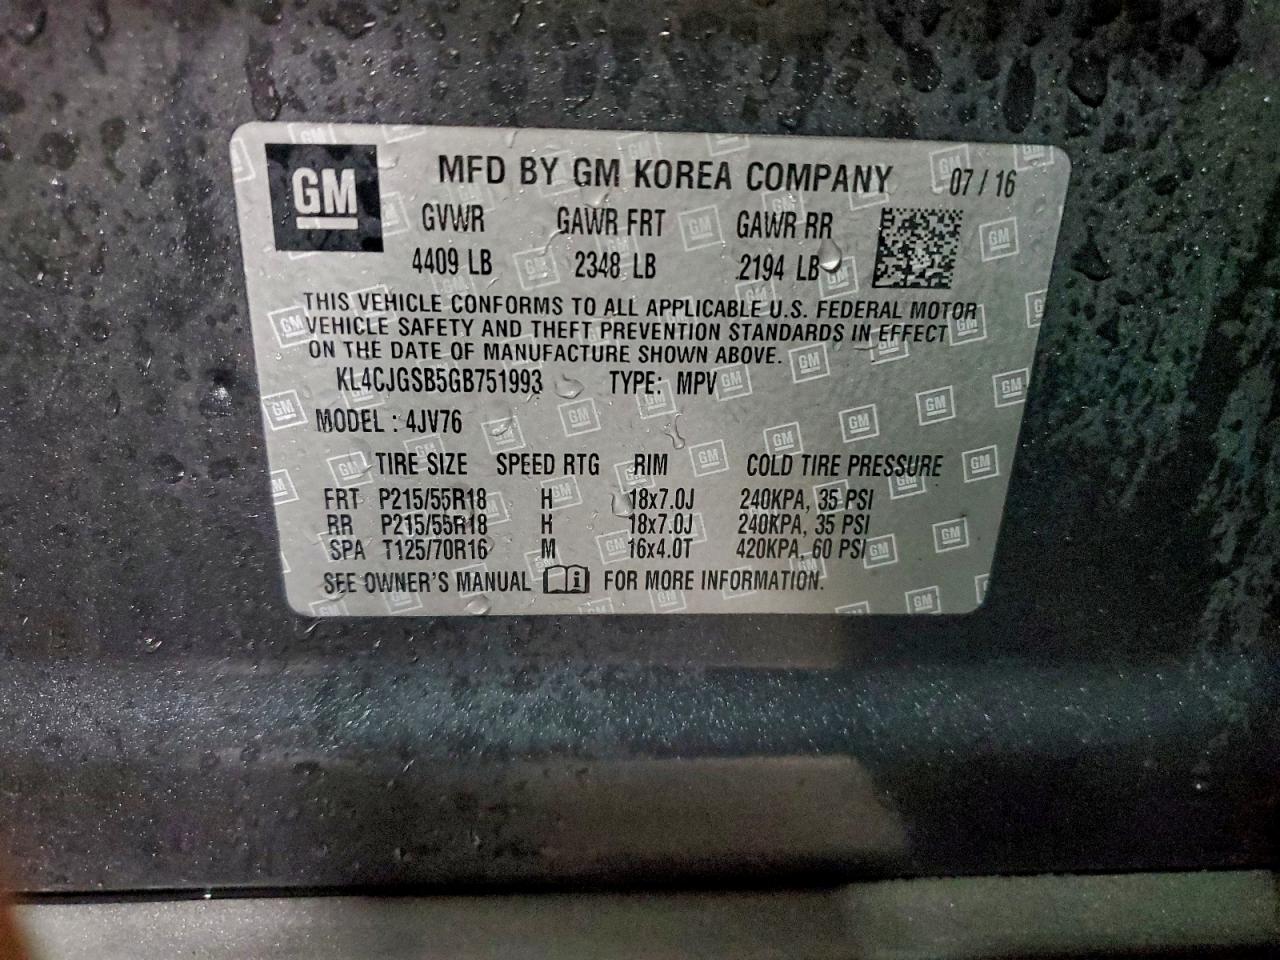 GM
MFD BY GM KOREA COMPANY 07 / 16
GVWR GAWR FRT GAWR RR
4409 LB 2348 LB 2194 LB
THIS VEHICLE CONFORMS TO ALL APPLICABLE U.S. FEDERAL MOTOR
VEHICLE SAFETY AND THEFT PREVENTION STANDARDS IN EFFECT
ON THE DATE OF MANUFACTURE SHOWN ABOVE.
KL4CJGSB5GB751993 TYPE: MPV
MODEL : 4JV76
TIRE SIZE SPEED RTG RIM COLD TIRE PRESSURE
FRT P215/55R18 H 18x7.0J 240KPA, 35 PSI
RR P215/55R18 H 18x7.0J 240KPA, 35 PSI
SPA T125/70R16 M 16x4.0T 420KPA, 60 PSI
SEE OWNER'S MANUAL FOR MORE INFORMATION.